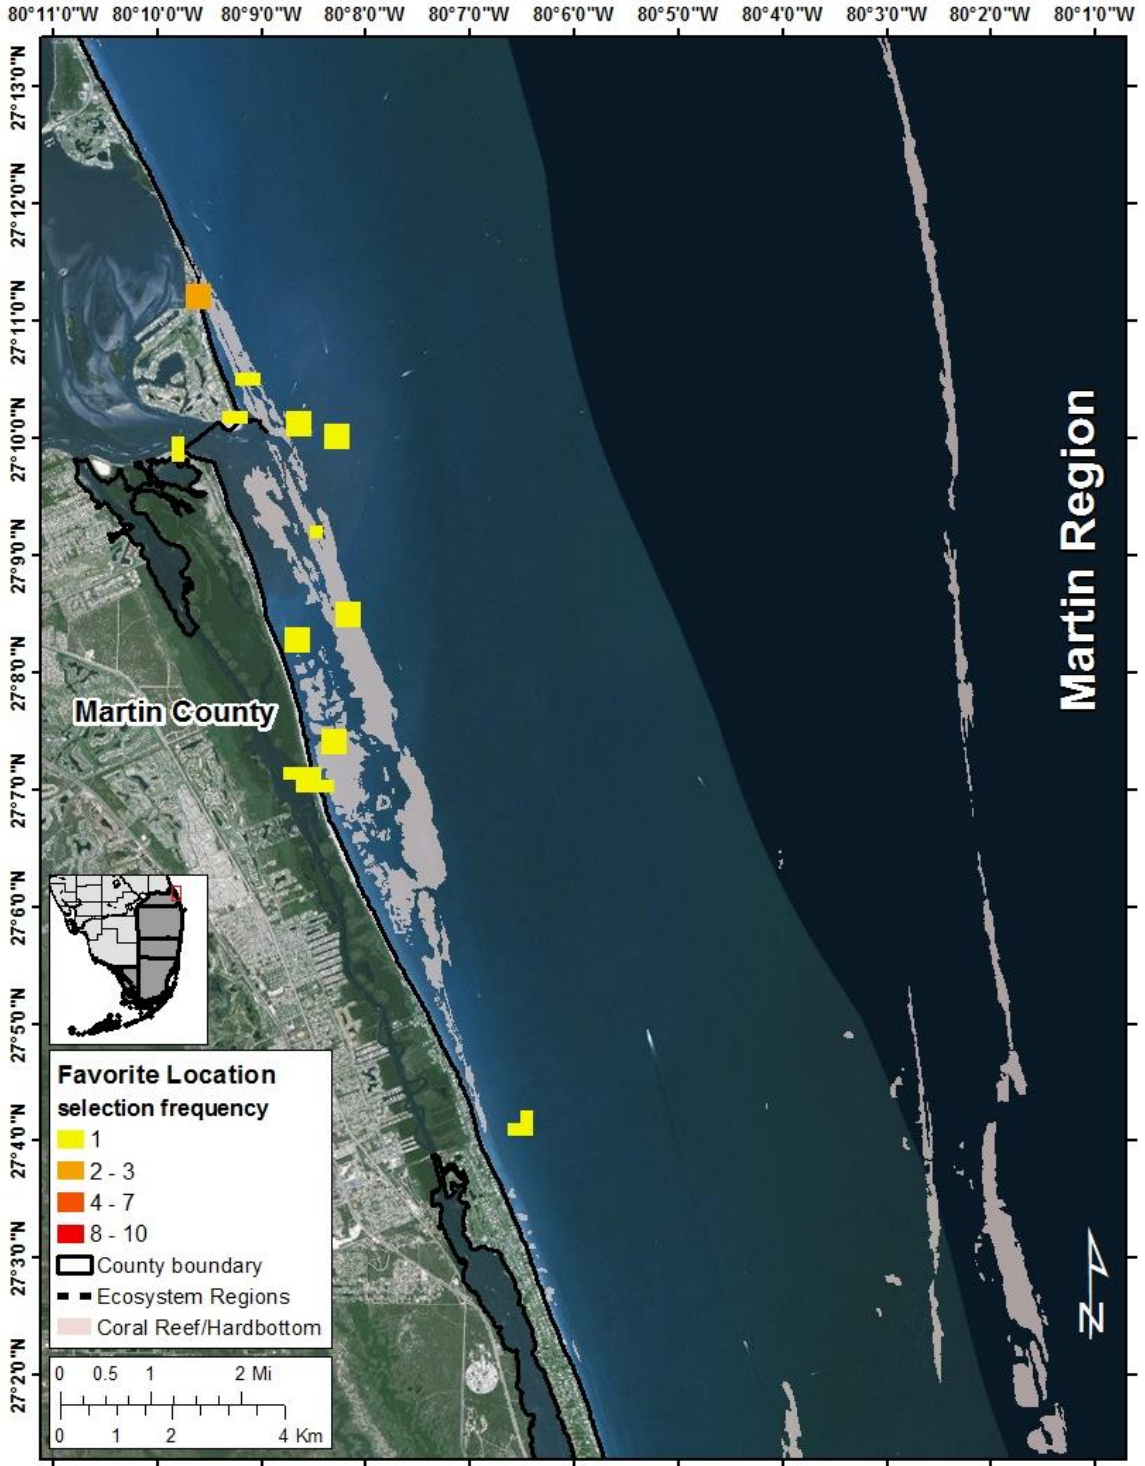 80°11'0"W 80°10'0"W 80°9'0"W 80°8'0"W 80°7'0"W 80°6'0"W 80°5'0"W 80°4'0"W 80°3'0"W 80°2'0"W 80°1'0"W
27°13'0"N
27°12'0"N
27°11'0"N
27°10'0"N
27°9'0"N
27°8'0"N
27°7'0"N
27°6'0"N
27°5'0"N
27°4'0"N
27°3'0"N
27°2'0"N
Martin Region
Martin County
Favorite Location
selection frequency
1
2 - 3
4 - 7
8 - 10
County boundary
Ecosystem Regions
Coral Reef/Hardbottom
0 0.5 1 2 Mi
0 1 2 4 Km
N